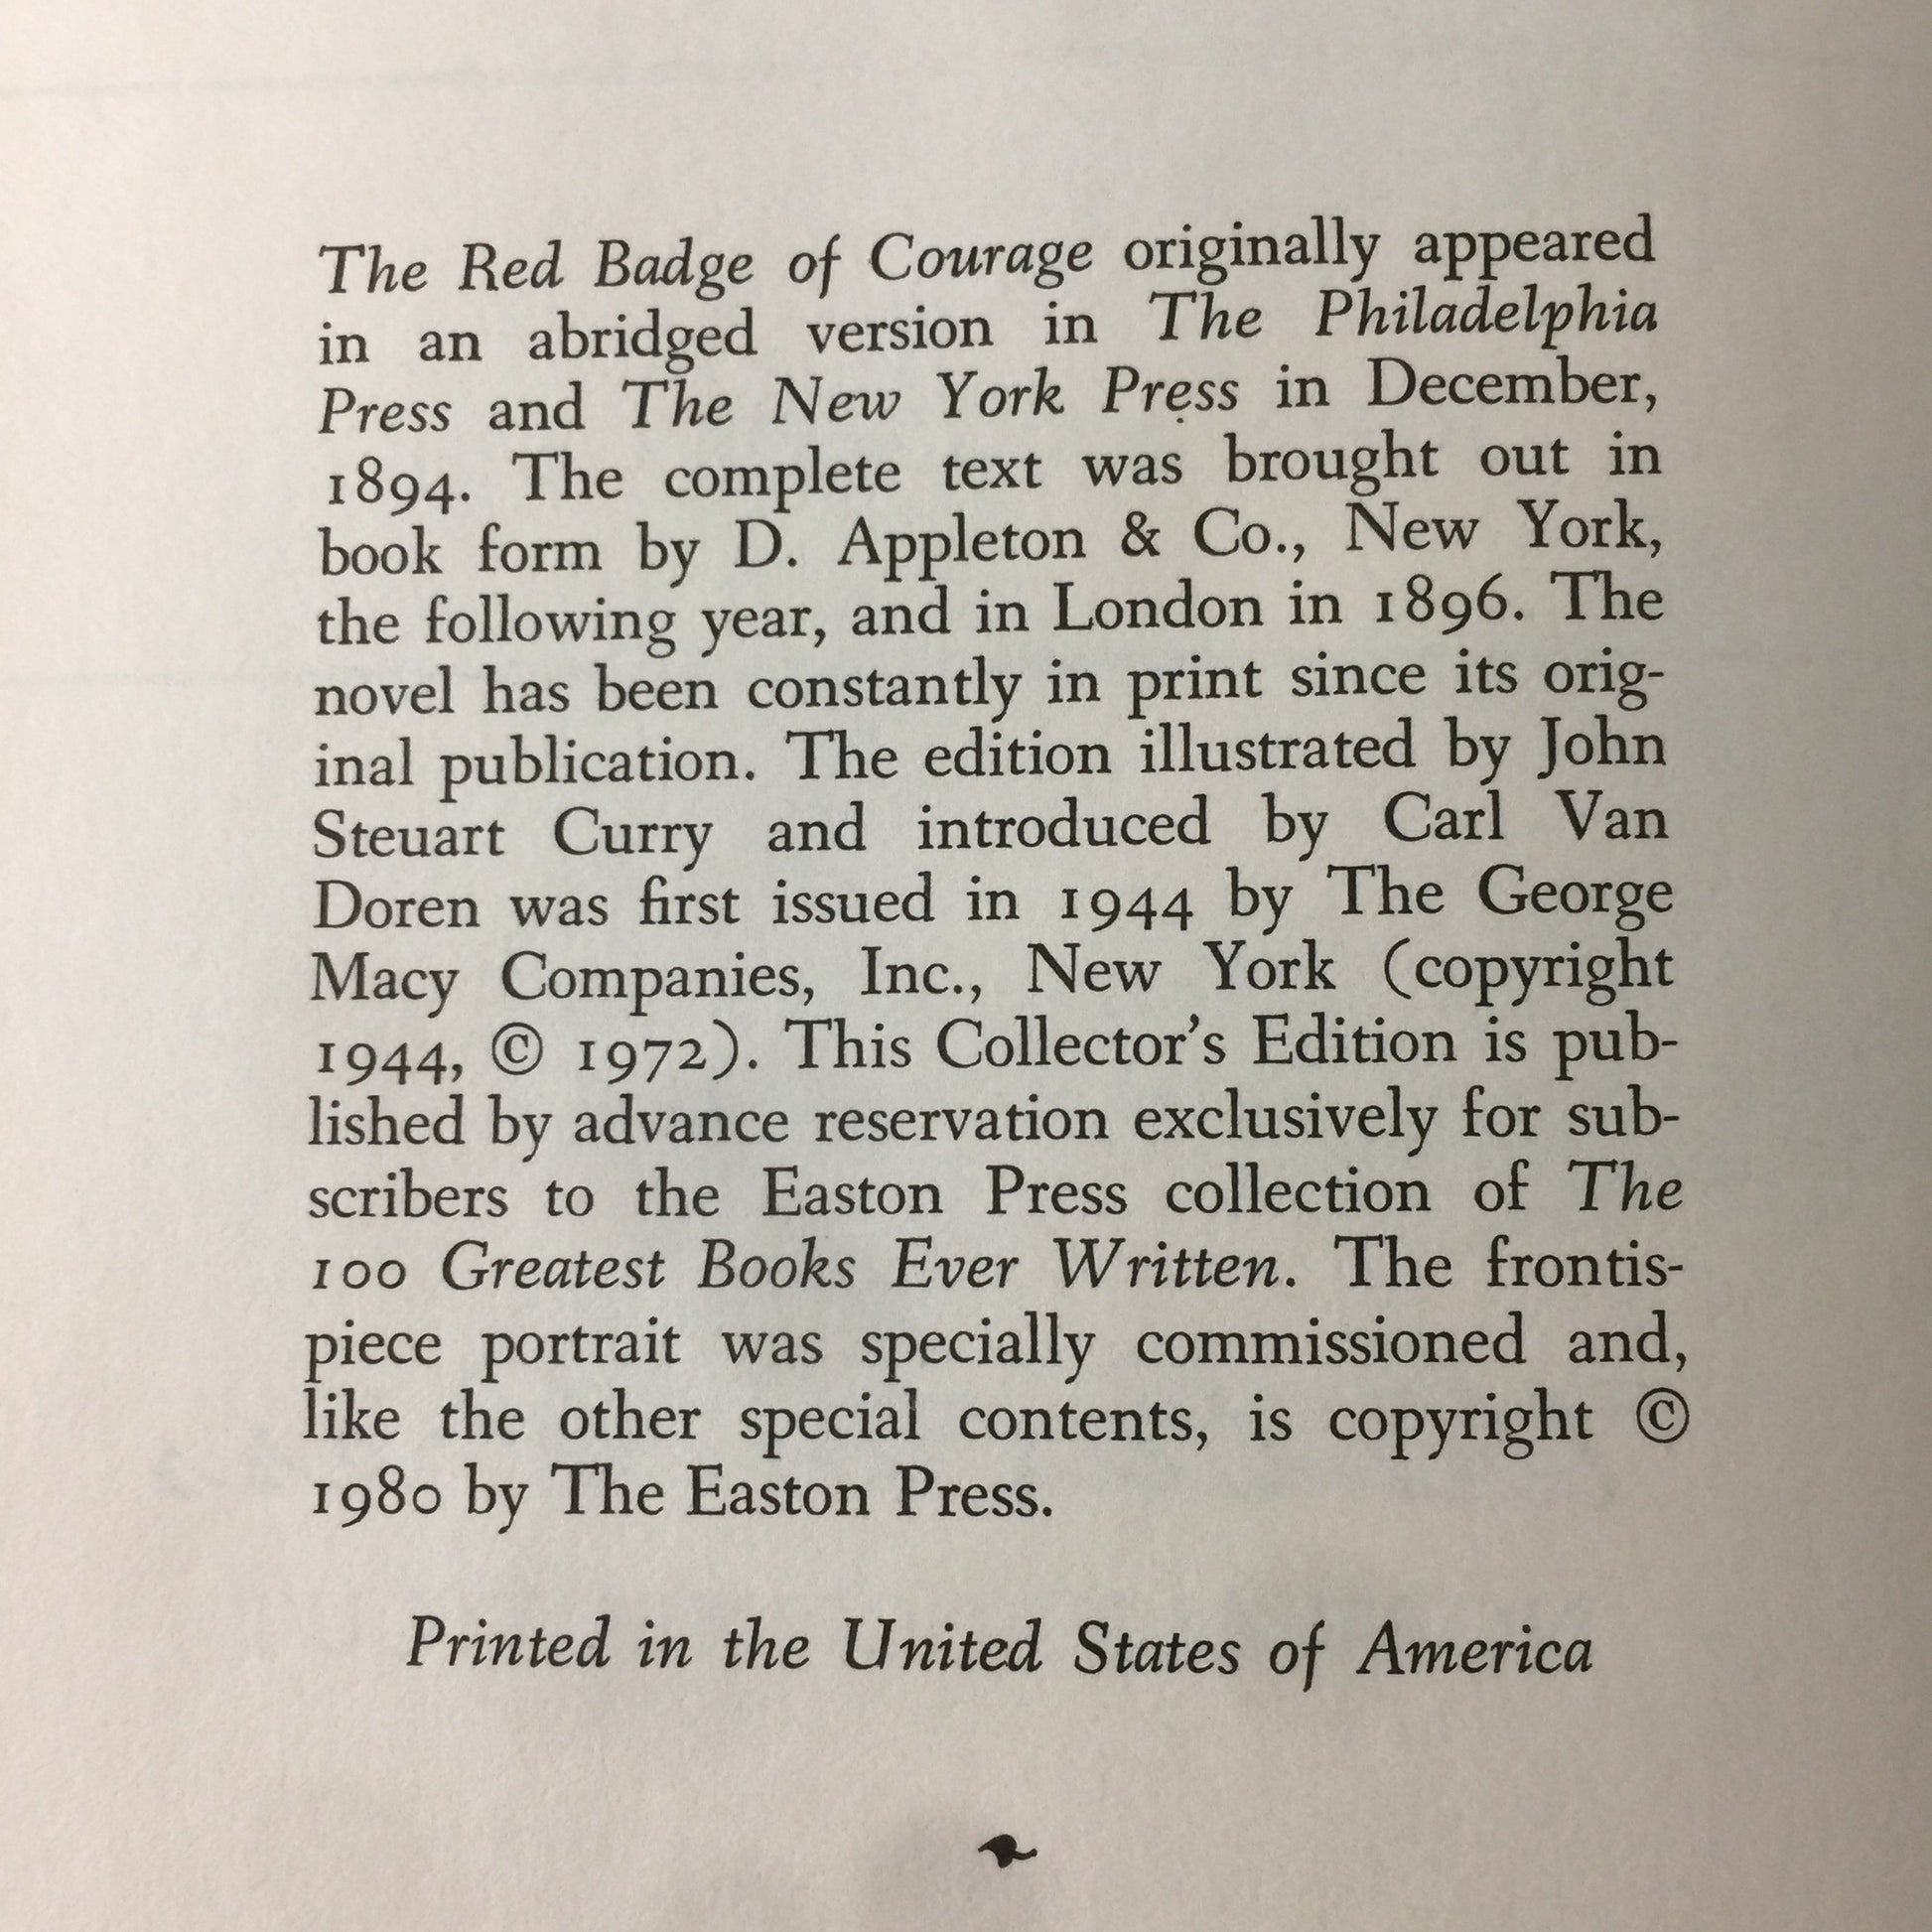 The Red Badge of Courage originally appeared
in an abridged version in The Philadelphia
Press and The New York Press in December,
1894. The complete text was brought out in
book form by D. Appleton & Co., New York,
the following year, and in London in 1896. The
novel has been constantly in print since its orig-
inal publication. The edition illustrated by John
Steuart Curry and introduced by Carl Van
Doren was first issued in 1944 by The George
Macy Companies, Inc., New York (copyright
1944, © 1972). This Collector's Edition is pub-
lished by advance reservation exclusively for sub-
scribers to the Easton Press collection of The
100 Greatest Books Ever Written. The frontis-
piece portrait was specially commissioned and,
like the other special contents, is copyright ©
1980 by The Easton Press.
Printed in the United States of America